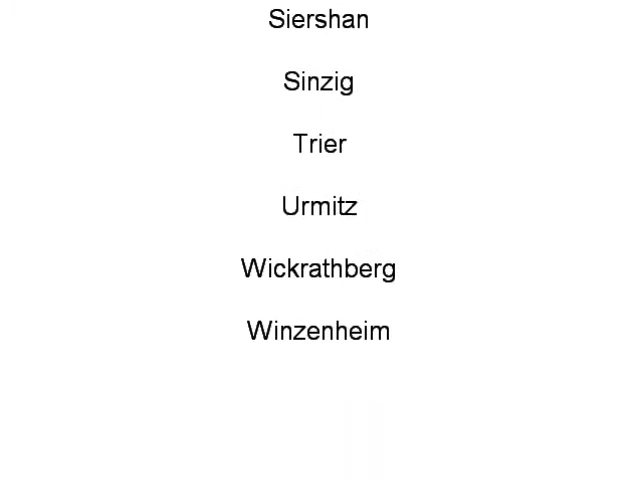 Siershan
Sinzig
Trier
Urmitz
Wickrathberg
Winzenheim